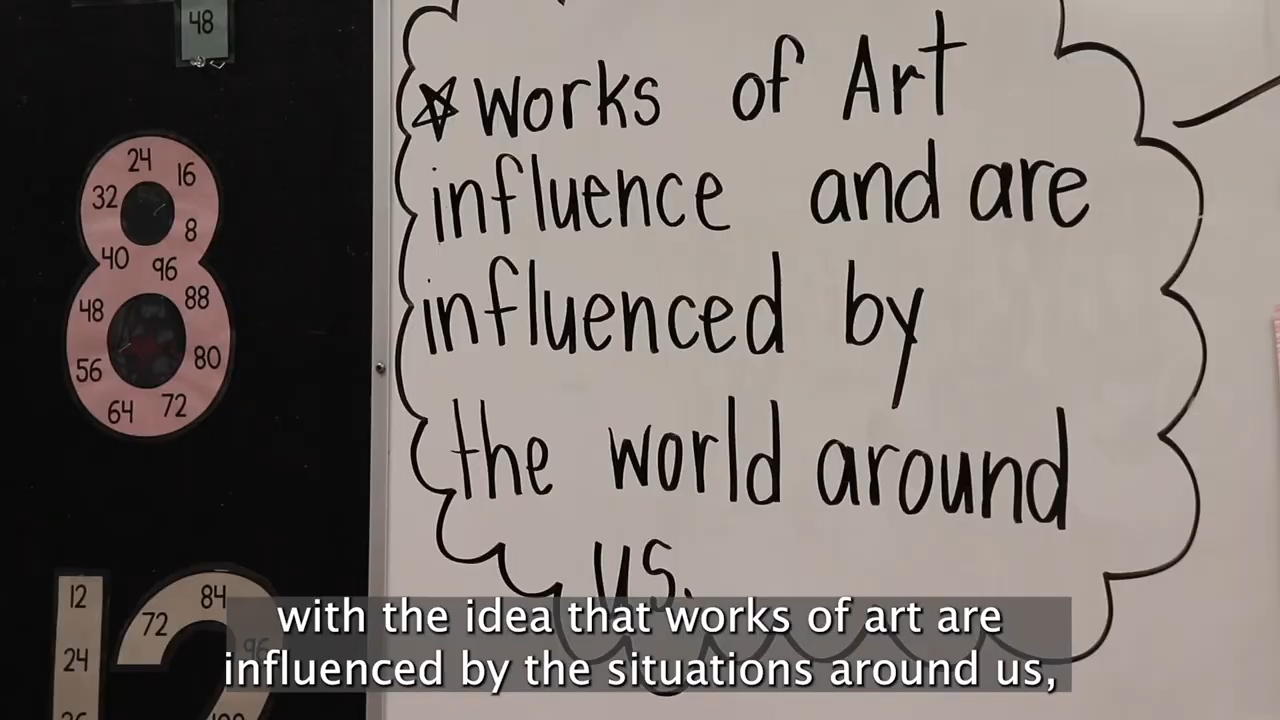 48
24
16
32
8
40
96
48
88
56
80
64
72
12
84
72
24
96
works of Art
influence and are
influenced by
the world around
us.
with the idea that works of art are
influenced by the situations around us,